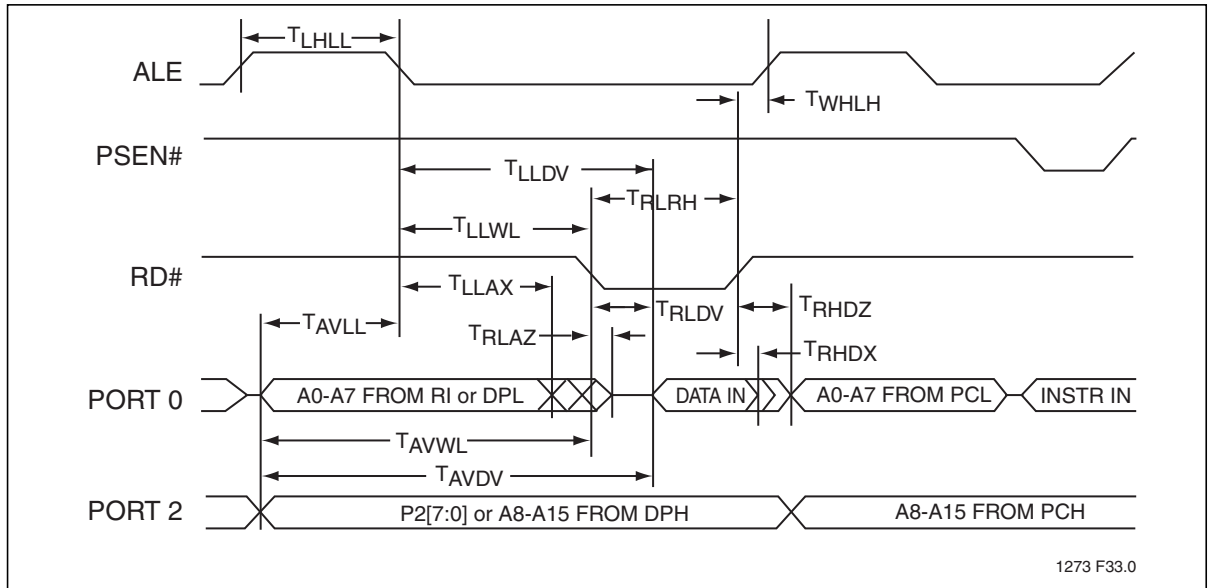 TLHLL
ALE
TWHLH
PSEN#
TLLDV
TRLRH
TLLWL
RD#
TLLAX
TRLDV
TRHDZ
TAVLL
TRLAZ
TRHDX
PORT 0
A0-A7 FROM RI or DPL
DATA IN
A0-A7 FROM PCL
INSTR IN
TAVWL
TAVDV
PORT 2
P2[7:0] or A8-A15 FROM DPH
A8-A15 FROM PCH
1273 F33.0